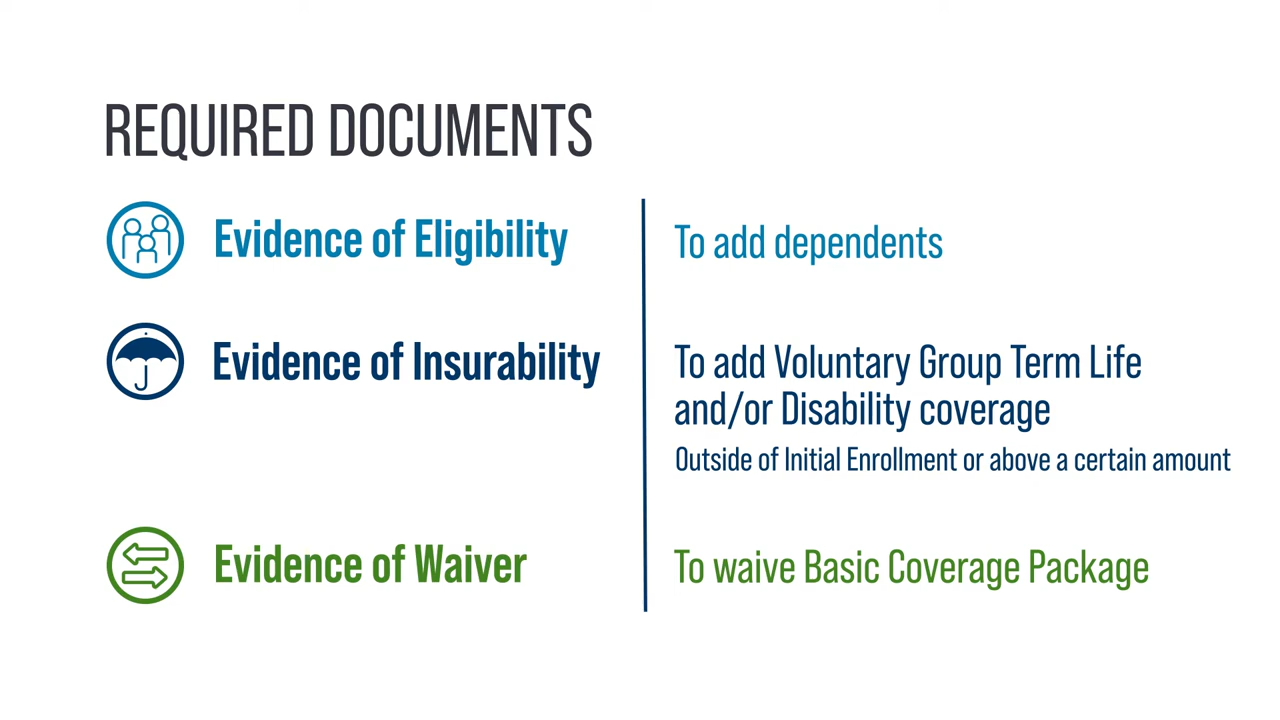 REQUIRED DOCUMENTS
Evidence of Eligibility
To add dependents
Evidence of Insurability
To add Voluntary Group Term Life
and/or Disability coverage
Outside of Initial Enrollment or above a certain amount
Evidence of Waiver
To waive Basic Coverage Package